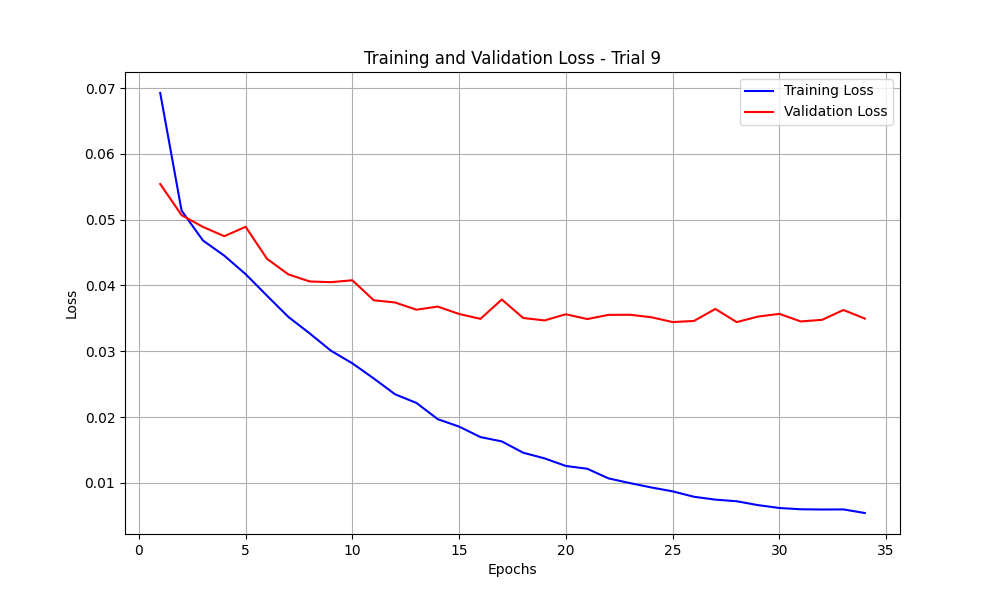 Training and Validation Loss - Trial 9
Training Loss
Validation Loss
0.07
0.06
0.05
0.04
0.03
0.02
0.01
Loss
0 5 10 15 20 25 30 35
Epochs